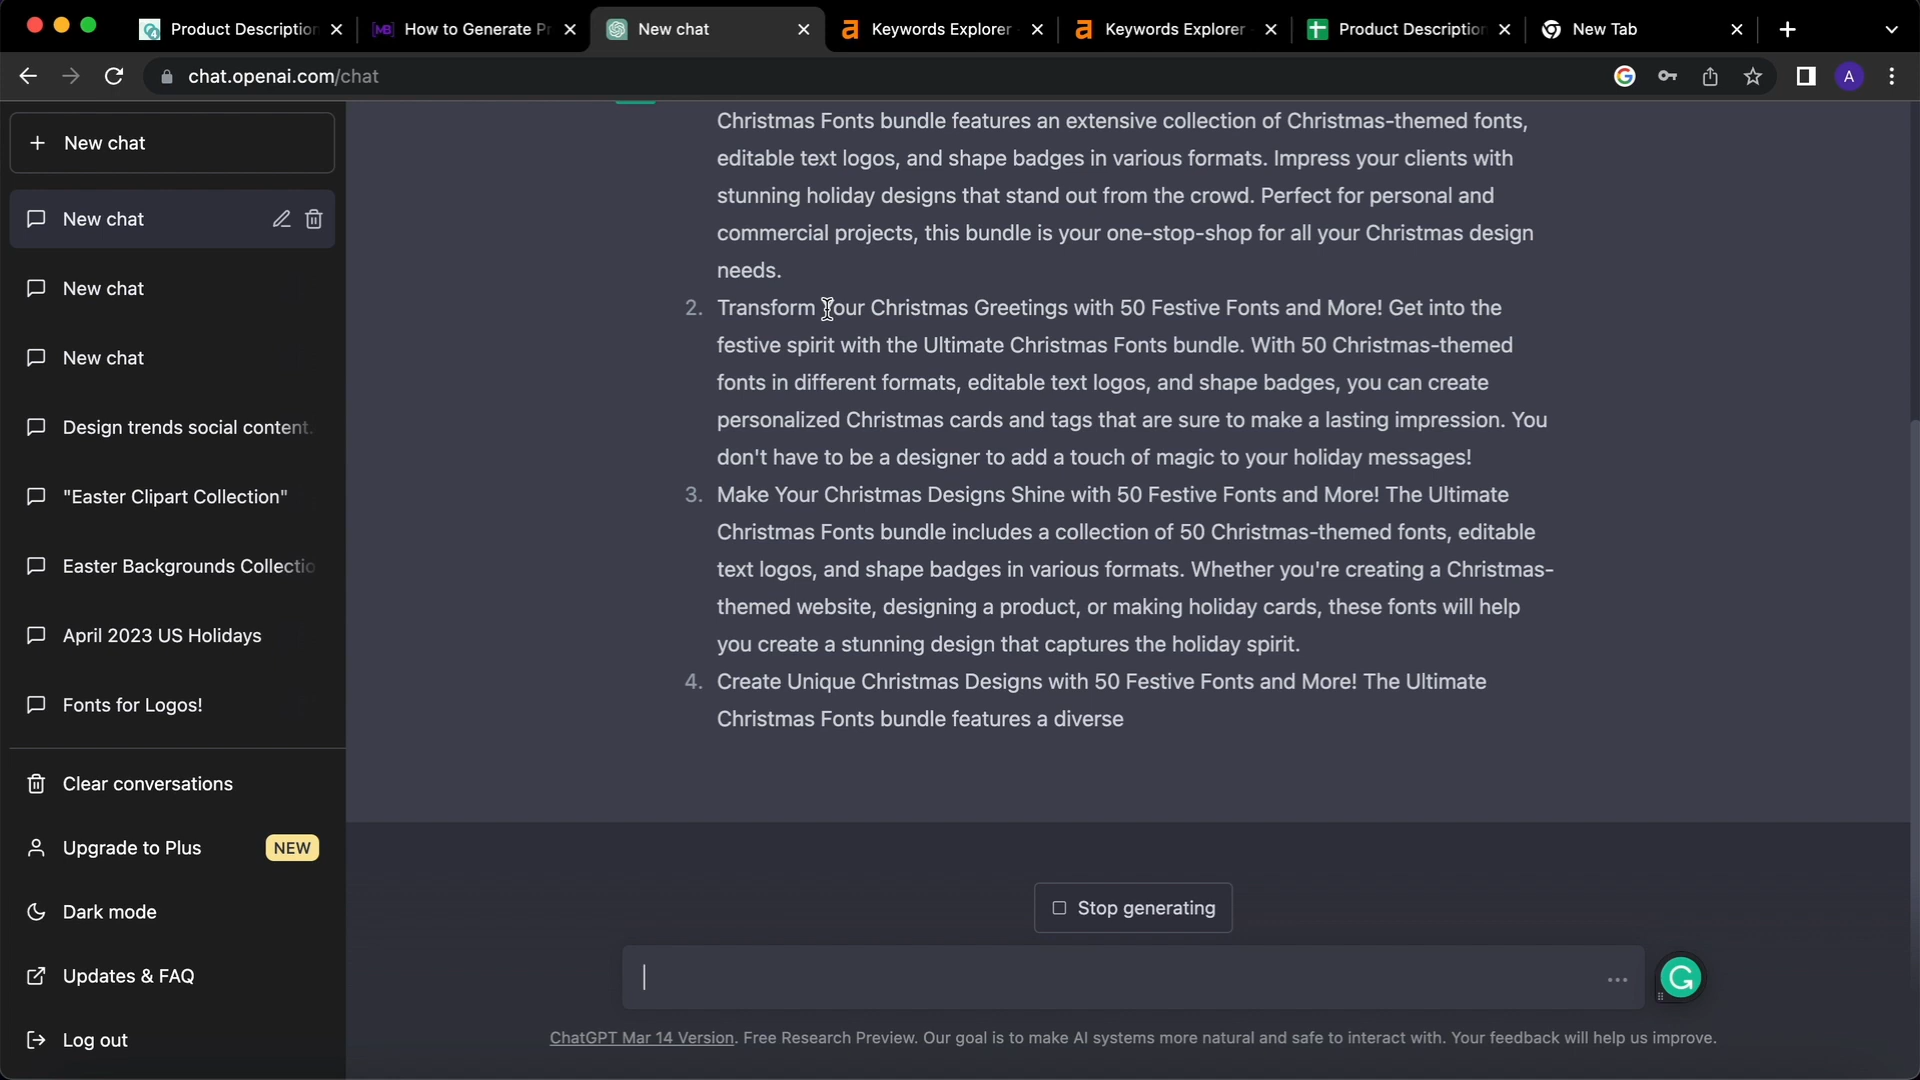 Product Description
How to Generate Pr
New chat
Keywords Explorer
Keywords Explorer
Product Description
New Tab
chat.openai.com/chat
A
New chat
New chat
New chat
New chat
Design trends social content.
"Easter Clipart Collection"
Easter Backgrounds Collectio
April 2023 US Holidays
Fonts for Logos!
Clear conversations
Upgrade to Plus
NEW
Dark mode
Updates & FAQ
Log out
Christmas Fonts bundle features an extensive collection of Christmas-themed fonts,
editable text logos, and shape badges in various formats. Impress your clients with
stunning holiday designs that stand out from the crowd. Perfect for personal and
commercial projects, this bundle is your one-stop-shop for all your Christmas design
needs.
2. Transform Your Christmas Greetings with 50 Festive Fonts and More! Get into the
festive spirit with the Ultimate Christmas Fonts bundle. With 50 Christmas-themed
fonts in different formats, editable text logos, and shape badges, you can create
personalized Christmas cards and tags that are sure to make a lasting impression. You
don't have to be a designer to add a touch of magic to your holiday messages!
3. Make Your Christmas Designs Shine with 50 Festive Fonts and More! The Ultimate
Christmas Fonts bundle includes a collection of 50 Christmas-themed fonts, editable
text logos, and shape badges in various formats. Whether you're creating a Christmas-
themed website, designing a product, or making holiday cards, these fonts will help
you create a stunning design that captures the holiday spirit.
4. Create Unique Christmas Designs with 50 Festive Fonts and More! The Ultimate
Christmas Fonts bundle features a diverse
Stop generating
ChatGPT Mar 14 Version. Free Research Preview. Our goal is to make AI systems more natural and safe to interact with. Your feedback will help us improve.